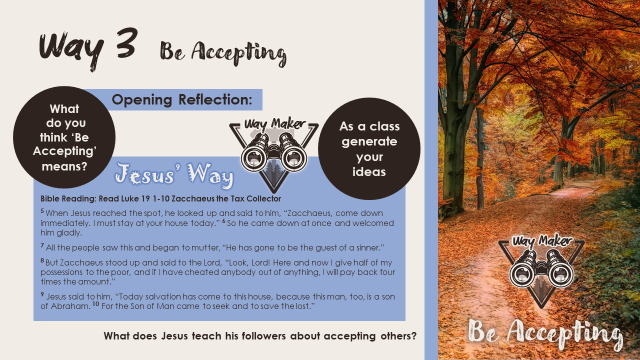 Way 3 Be Accepting
What
do you
think ‘Be
Accepting’
means?
Opening Reflection:
Way Maker
As a class
generate
your
ideas
Jesus’ Way
Bible Reading: Read Luke 19 1-10 Zacchaeus the Tax Collector
5 When Jesus reached the spot, he looked up and said to him, “Zacchaeus, come down
immediately. I must stay at your house today.” 6 So he came down at once and welcomed
him gladly.
7 All the people saw this and began to mutter, “He has gone to be the guest of a sinner.”
8 But Zacchaeus stood up and said to the Lord, “Look, Lord! Here and now I give half of my
possessions to the poor, and if I have cheated anybody out of anything, I will pay back four
times the amount.”
9 Jesus said to him, “Today salvation has come to this house, because this man, too, is a son
of Abraham. 10 For the Son of Man came to seek and to save the lost.”
What does Jesus teach his followers about accepting others?
Way Maker
Be Accepting